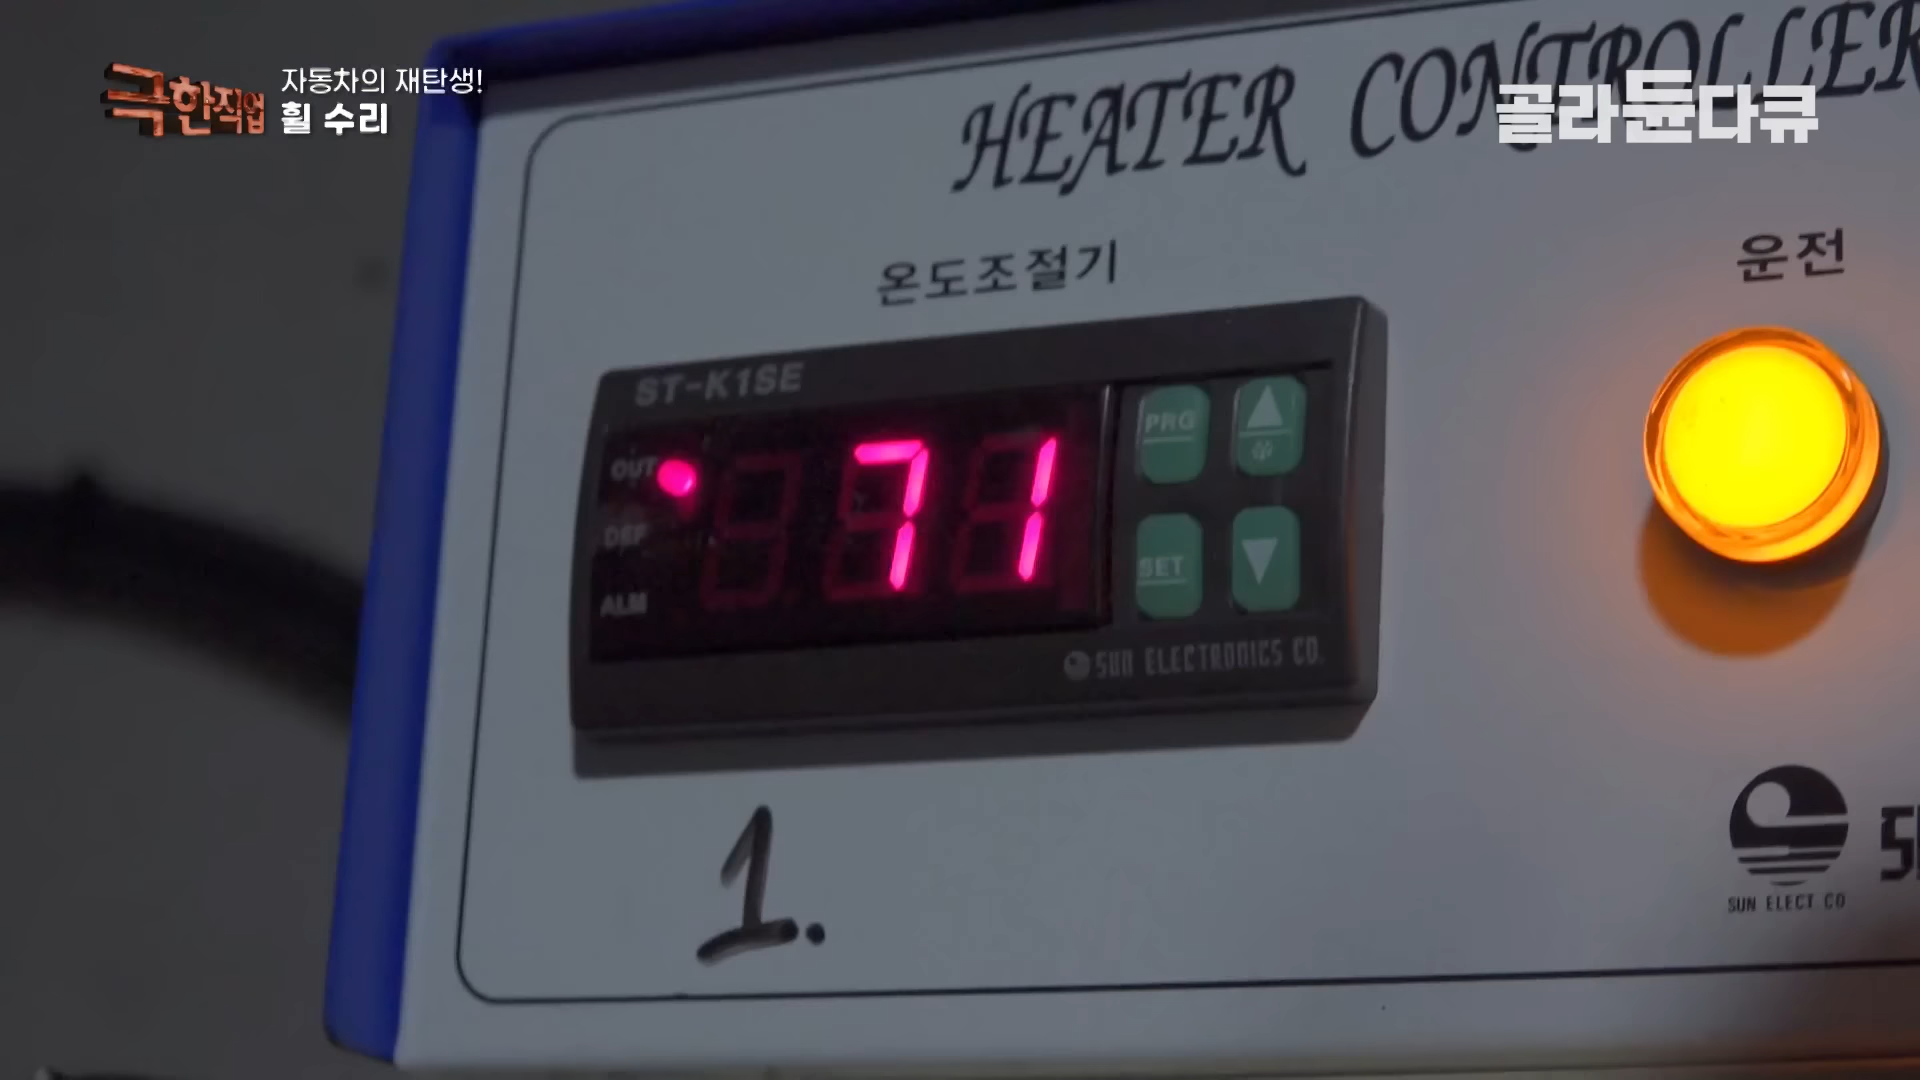 극한직업
자동차의 재탄생!
휠 수리
골라듄다큐
HEATER CONTROLLER
온도조절기
운전
ST-K1SE
OUT
DEF
ALM
71
PRG
SET
SUN ELECTRONICS CO.
1.
SUN ELECT CO